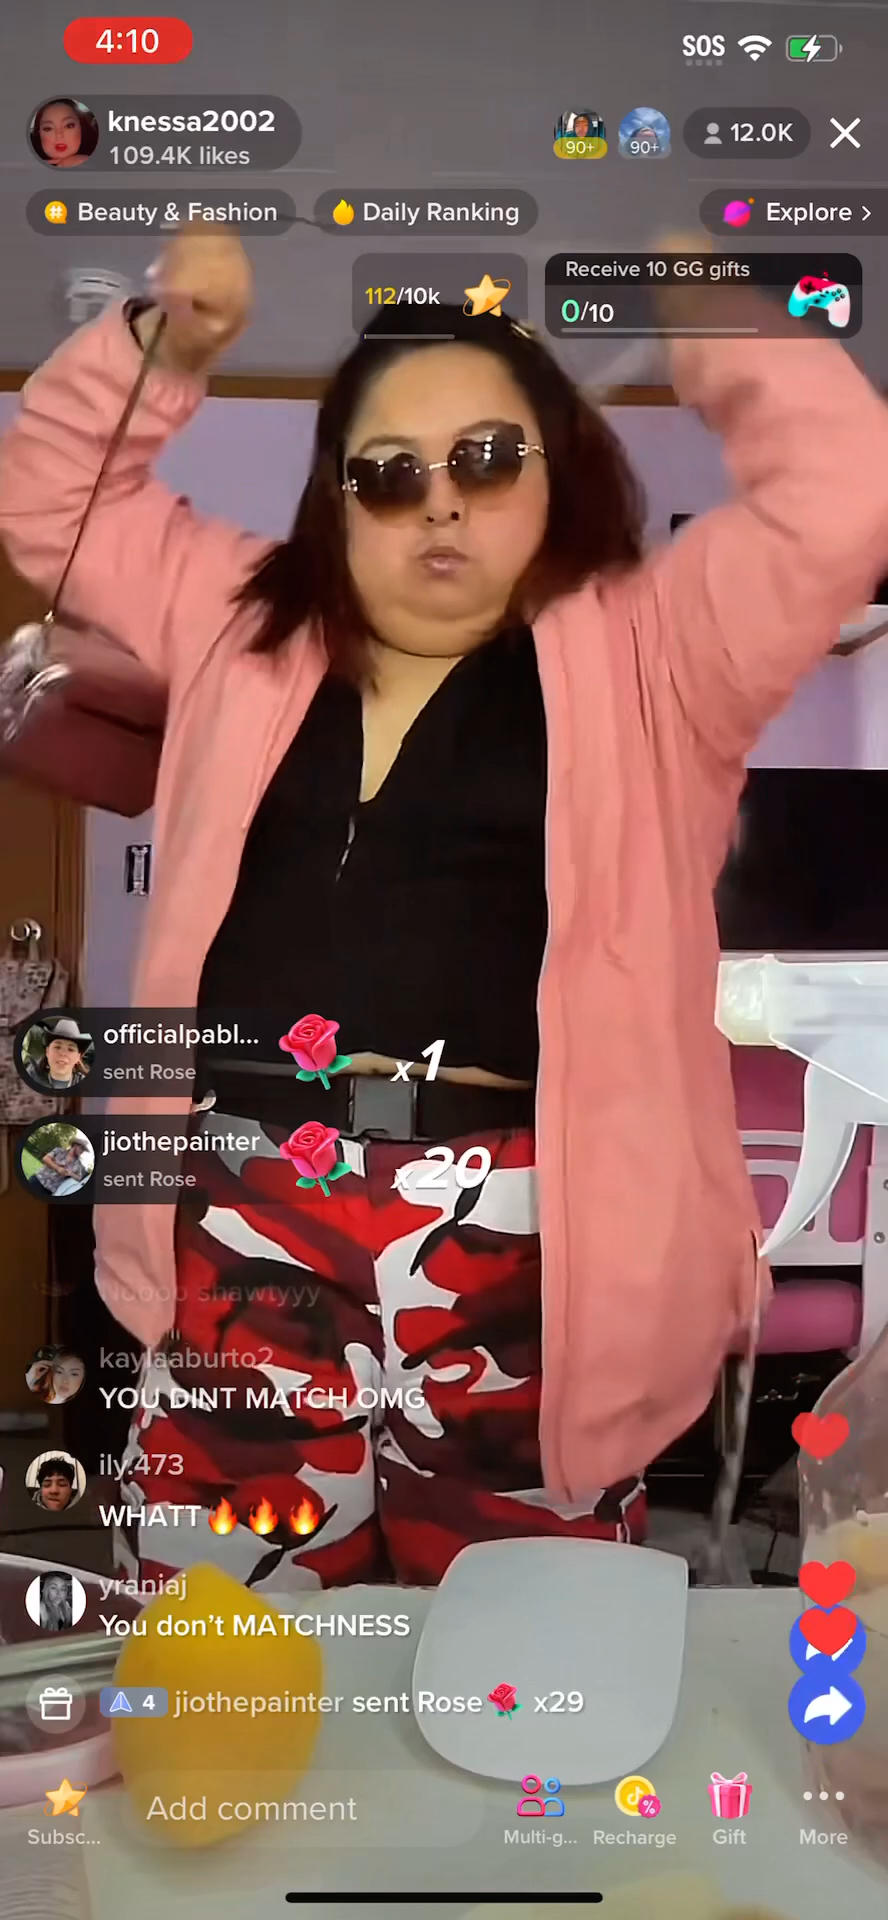 4:10
SOS
knessa2002
109.4K likes
90+
90+
12.0K
Beauty & Fashion
Daily Ranking
Explore >
112/10k
Receive 10 GG gifts
0/10
officialpabl...
sent Rose
x1
jiothepainter
sent Rose
x20
Noooo shawtyyy
kaylaaburto2
YOU DINT MATCH OMG
ily.473
WHATT🔥🔥🔥
yraniaj
You don't MATCHNESS
4 jiothepainter sent Rose🌹 x29
Subsc...
Add comment
Multi-g...
Recharge
Gift
More